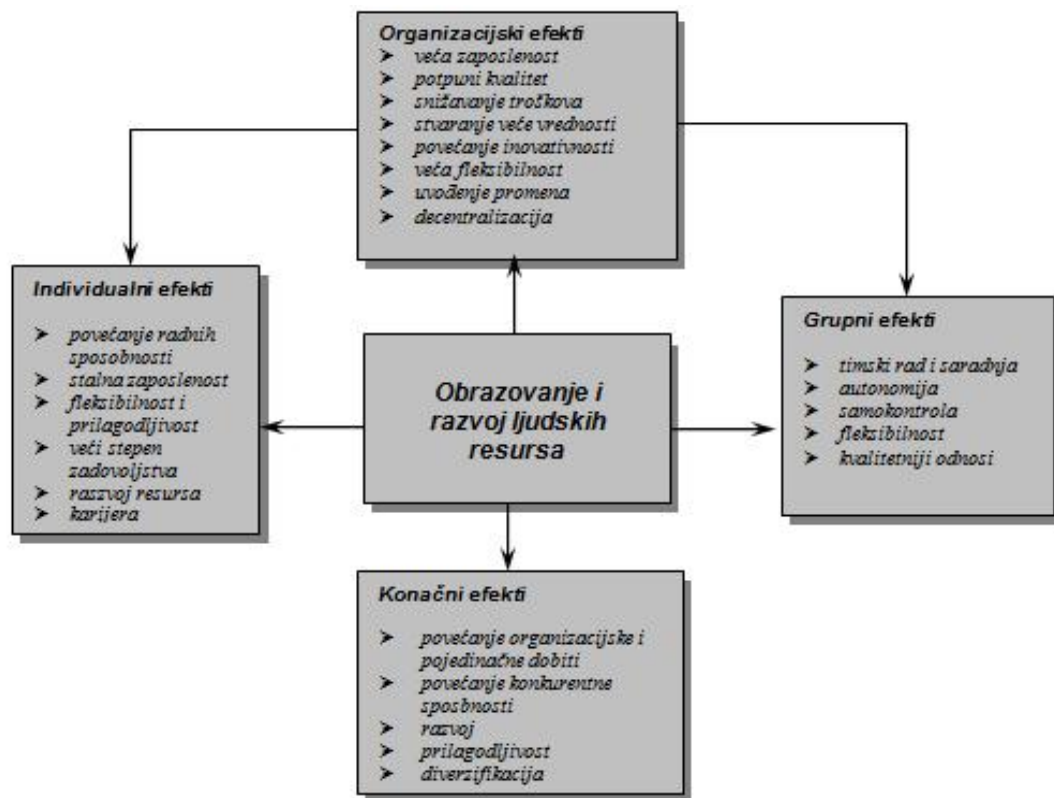 Organizacijski efekti
➤ veća zaposlenost
➤ potpuni kvalitet
➤ snižavanje troškova
➤ stvaranje veće vrednosti
➤ povećanje inovativnosti
➤ veća fleksibilnost
➤ uvođenje promena
➤ decentralizacija
Individualni efekti
➤ povećanje radnih
sposobnosti
➤ stalna zaposlenost
➤ fleksibilnost i
prilagodljivost
➤ veći stepen
zadovoljstva
➤ raszvoj resursa
➤ karijera
Obrazovanje i
razvoj ljudskih
resursa
Grupni efekti
➤ timski rad i saradnja
➤ autonomija
➤ samokontrola
➤ fleksibilnost
➤ kvalitetniji odnosi
Konačni efekti
➤ povećanje organizacijske i
pojedinačne dobiti
➤ povećanje konkurentne
sposbnosti
➤ razvoj
➤ prilagodljivost
➤ diverzifikacija